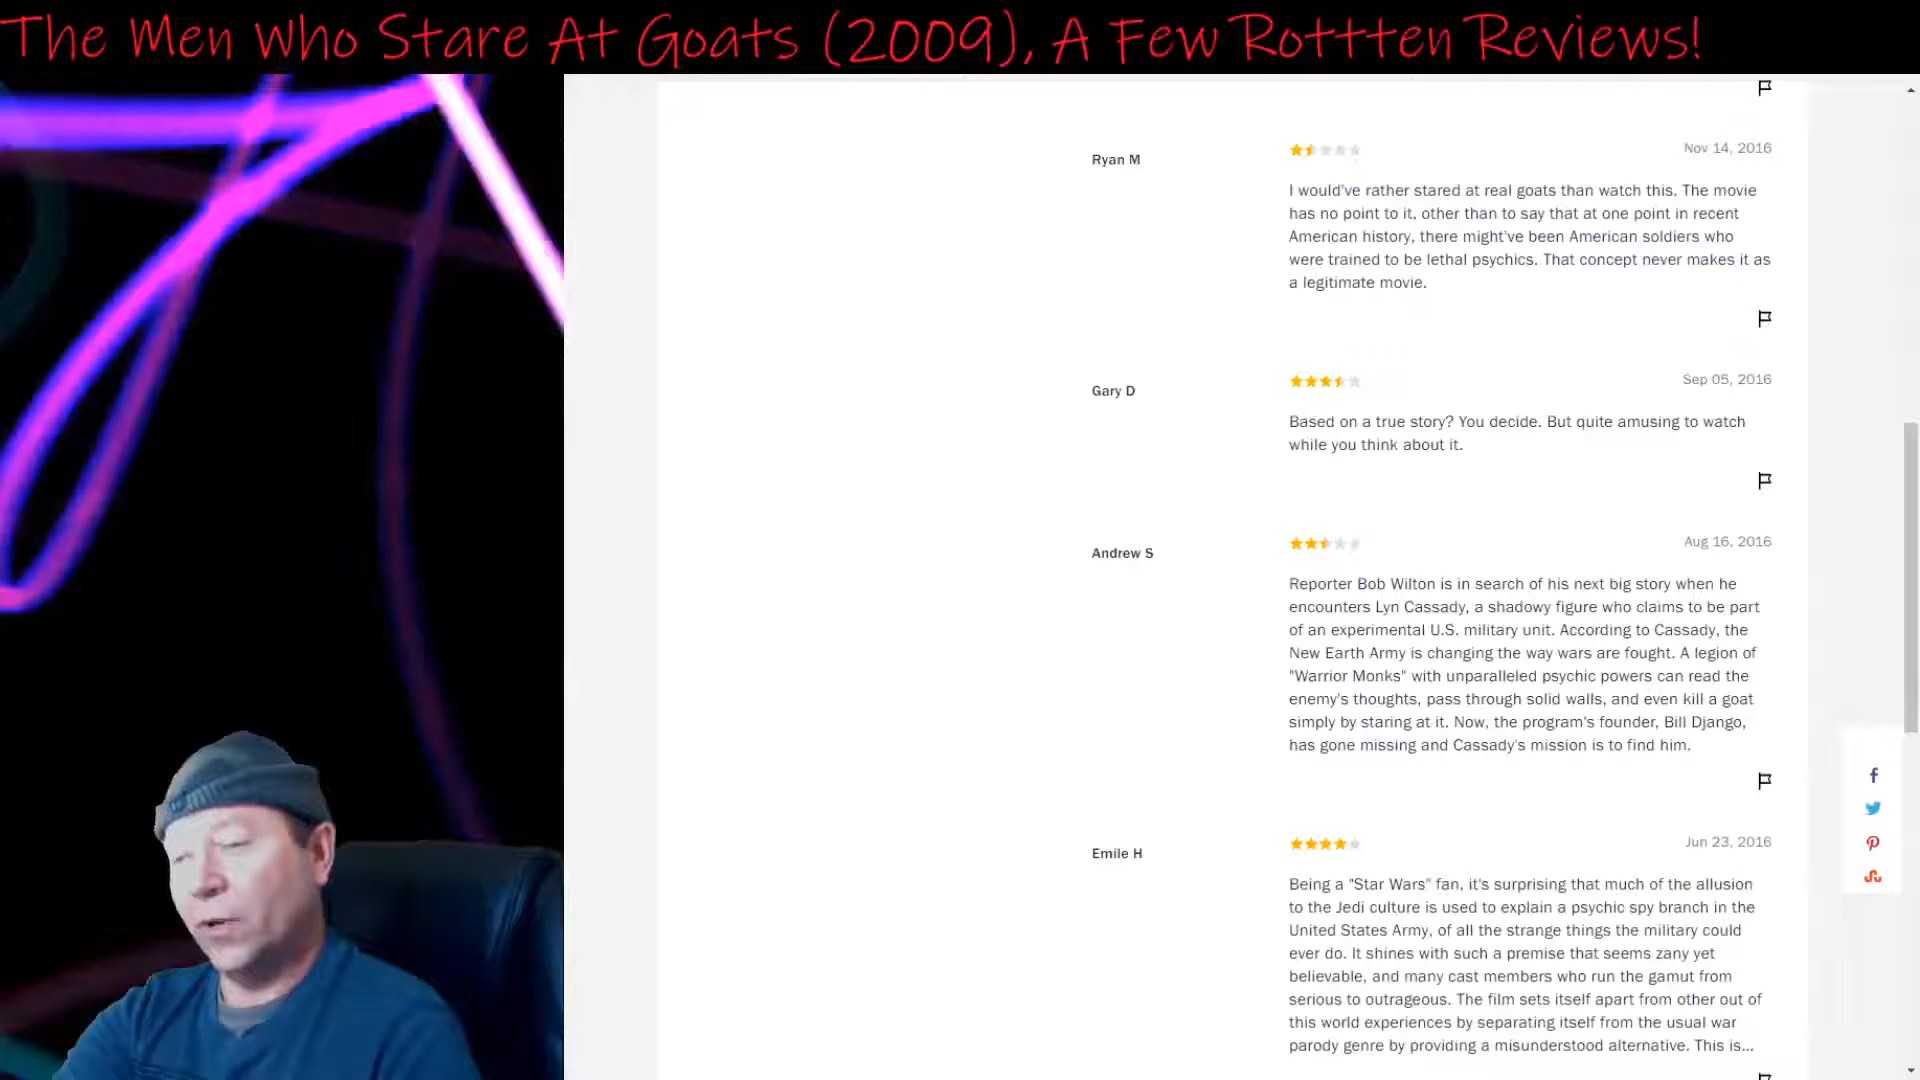 The Men Who Stare At Goats (2009), A Few Rottten Reviews!
Ryan M
Nov 14, 2016
I would've rather stared at real goats than watch this. The movie
has no point to it, other than to say that at one point in recent
American history, there might've been American soldiers who
were trained to be lethal psychics. That concept never makes it as
a legitimate movie.
Gary D
Sep 05, 2016
Based on a true story? You decide. But quite amusing to watch
while you think about it.
Andrew S
Aug 16, 2016
Reporter Bob Wilton is in search of his next big story when he
encounters Lyn Cassady, a shadowy figure who claims to be part
of an experimental U.S. military unit. According to Cassady, the
New Earth Army is changing the way wars are fought. A legion of
"Warrior Monks" with unparalleled psychic powers can read the
enemy's thoughts, pass through solid walls, and even kill a goat
simply by staring at it. Now, the program's founder, Bill Django,
has gone missing and Cassady's mission is to find him.
Emile H
Jun 23, 2016
Being a "Star Wars" fan, it's surprising that much of the allusion
to the Jedi culture is used to explain a psychic spy branch in the
United States Army, of all the strange things the military could
ever do. It shines with such a premise that seems zany yet
believable, and many cast members who run the gamut from
serious to outrageous. The film sets itself apart from other out of
this world experiences by separating itself from the usual war
parody genre by providing a misunderstood alternative. This is...